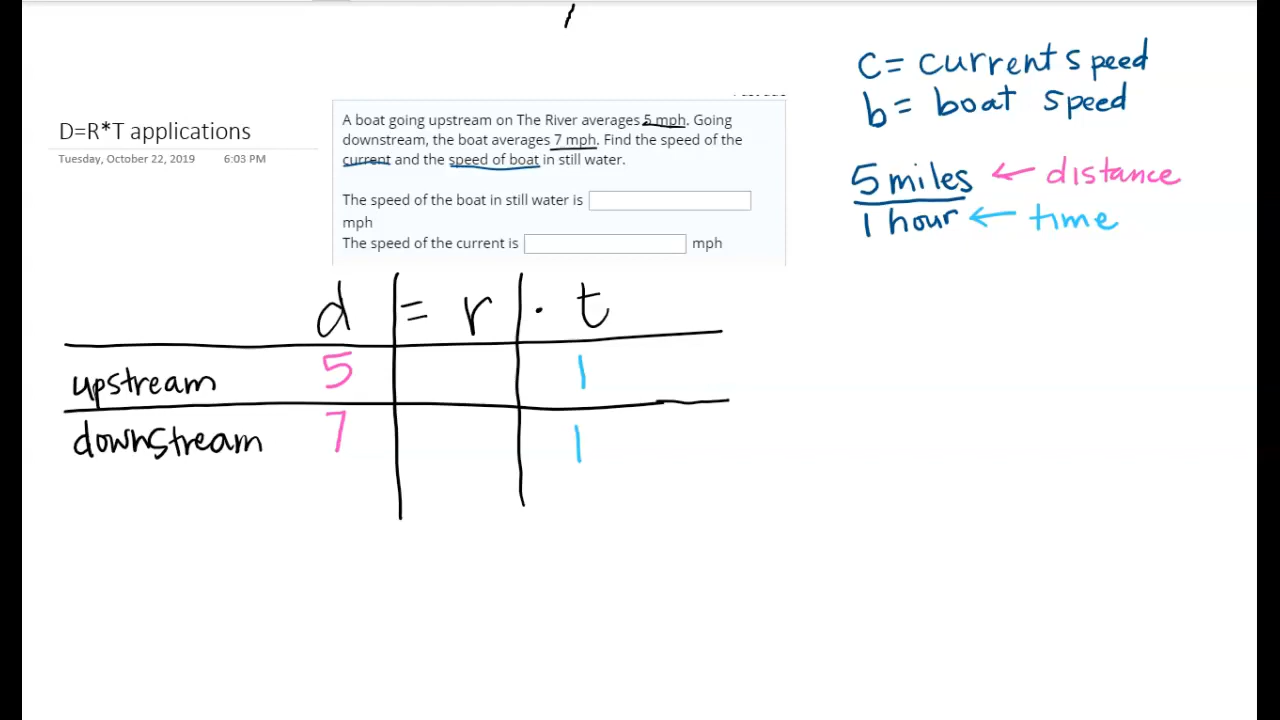 D=R*T applications
Tuesday, October 22, 2019 6:03 PM
A boat going upstream on The River averages 5 mph. Going
downstream, the boat averages 7 mph. Find the speed of the
current and the speed of boat in still water.
The speed of the boat in still water is
mph
The speed of the current is mph
c = current speed
b = boat speed
5 miles ← distance
1 hour ← time
d = r · t
upstream 5 1
downstream 7 1